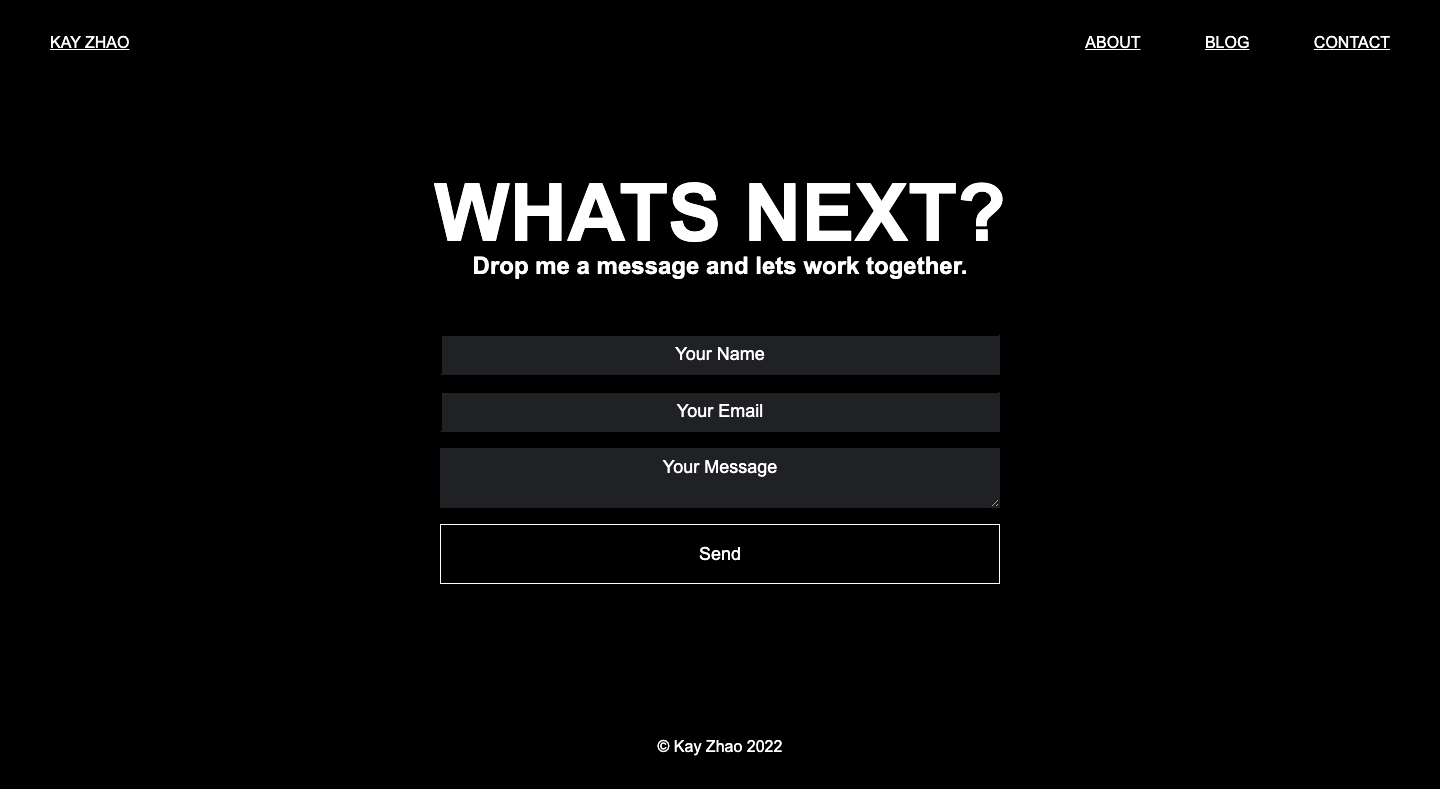 KAY ZHAO ABOUT BLOG CONTACT
WHATS NEXT?
Drop me a message and lets work together.
Your Name
Your Email
Your Message
Send
© Kay Zhao 2022